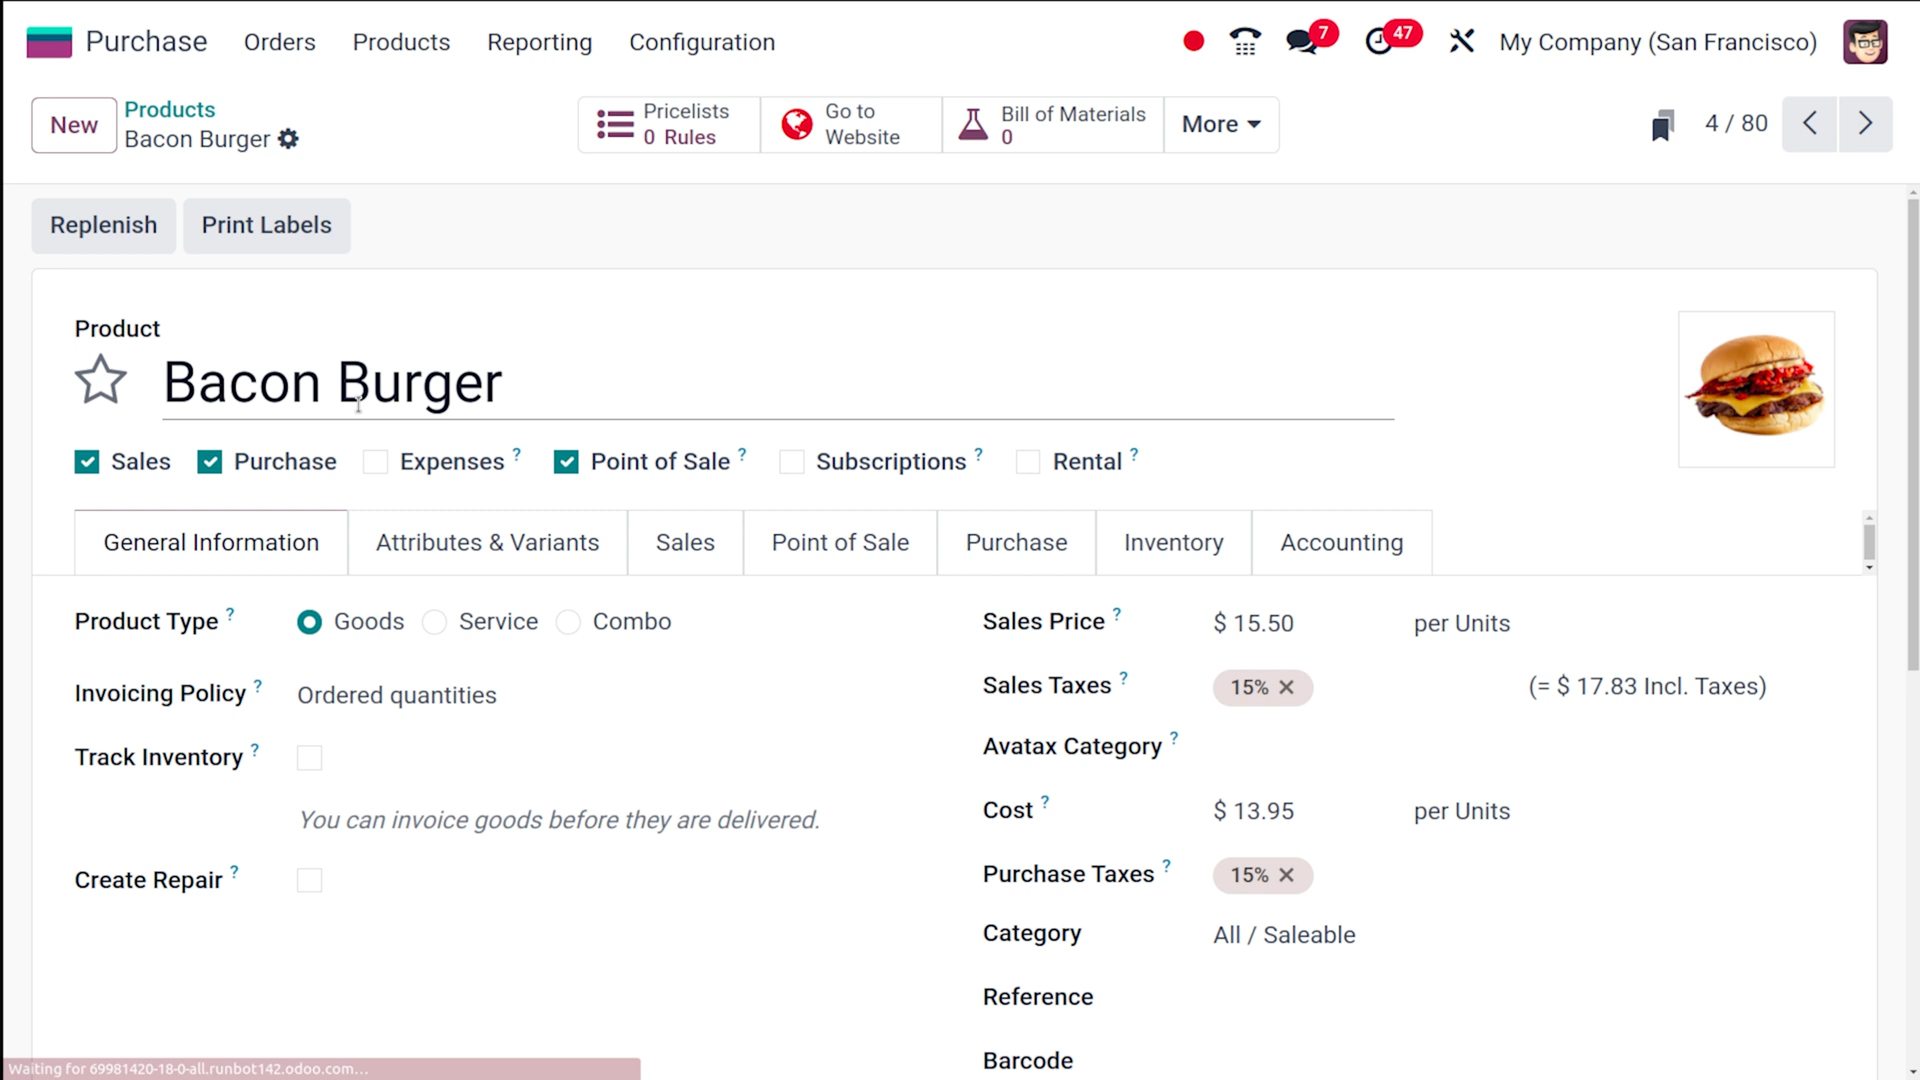 Purchase Orders Products Reporting Configuration 7 47 My Company (San Francisco)
New Products Bacon Burger
Pricelists 0 Rules
Go to Website
Bill of Materials 0
More
4 / 80
Replenish Print Labels
Product
Bacon Burger
Sales Purchase Expenses ? Point of Sale ? Subscriptions ? Rental ?
General Information Attributes & Variants Sales Point of Sale Purchase Inventory Accounting
Product Type ? Goods Service Combo
Invoicing Policy ? Ordered quantities
Track Inventory ?
You can invoice goods before they are delivered.
Create Repair ?
Sales Price ? $ 15.50 per Units
Sales Taxes ? 15% (= $ 17.83 Incl. Taxes)
Avatax Category ?
Cost ? $ 13.95 per Units
Purchase Taxes ? 15%
Category All / Saleable
Reference
Barcode
Waiting for 69981420-18-0-all.runbot142.odoo.com...